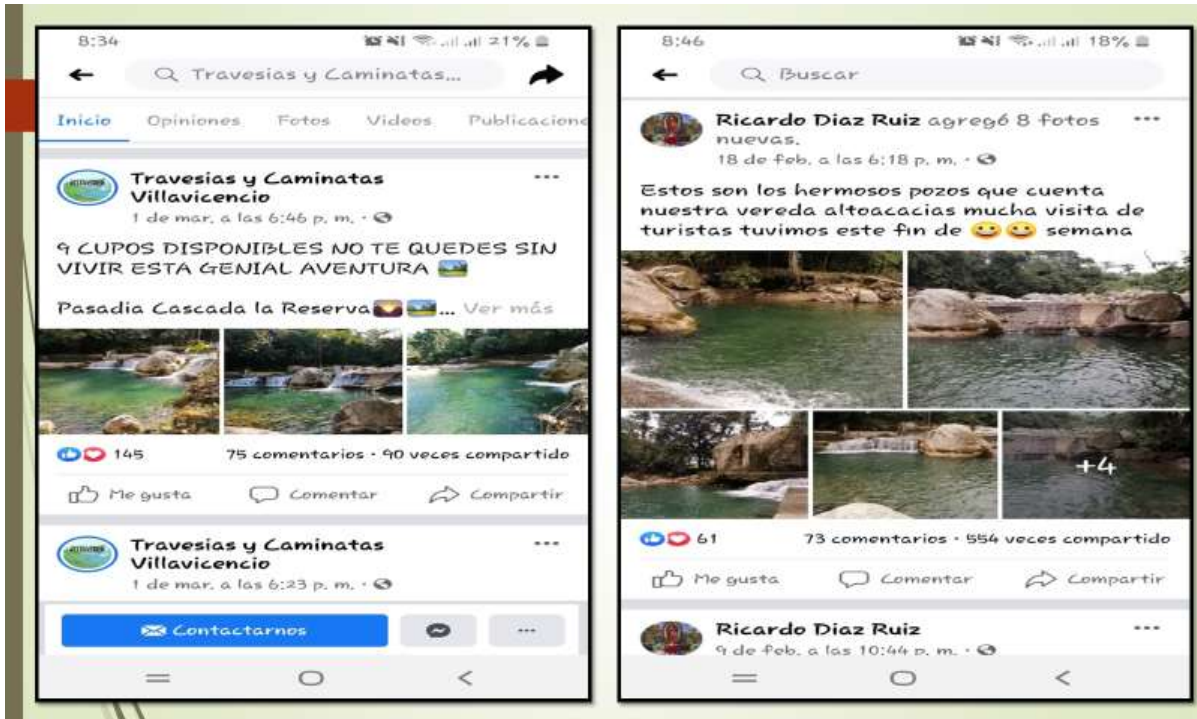 8:34
21%
Travesias y Caminatas...
Inicio Opiniones Fotos Videos Publicacione
Travesias y Caminatas
Villavicencio
1 de mar. a las 6:46 p. m. ·
9 CUPOS DISPONIBLES NO TE QUEDES SIN
VIVIR ESTA GENIAL AVENTURA
Pasadia Cascada la Reserva... Ver más
145 75 comentarios · 90 veces compartido
Me gusta Comentar Compartir
Travesias y Caminatas
Villavicencio
1 de mar. a las 6:23 p. m. ·
Contactarnos ...
8:46
18%
Buscar
Ricardo Diaz Ruiz agregó 8 fotos
nuevas.
18 de feb. a las 6:18 p. m. ·
Estos son los hermosos pozos que cuenta
nuestra vereda altoacacias mucha visita de
turistas tuvimos este fin de 😀😀 semana
+4
61 73 comentarios · 554 veces compartido
Me gusta Comentar Compartir
Ricardo Diaz Ruiz
9 de feb. a las 10:44 p. m. ·